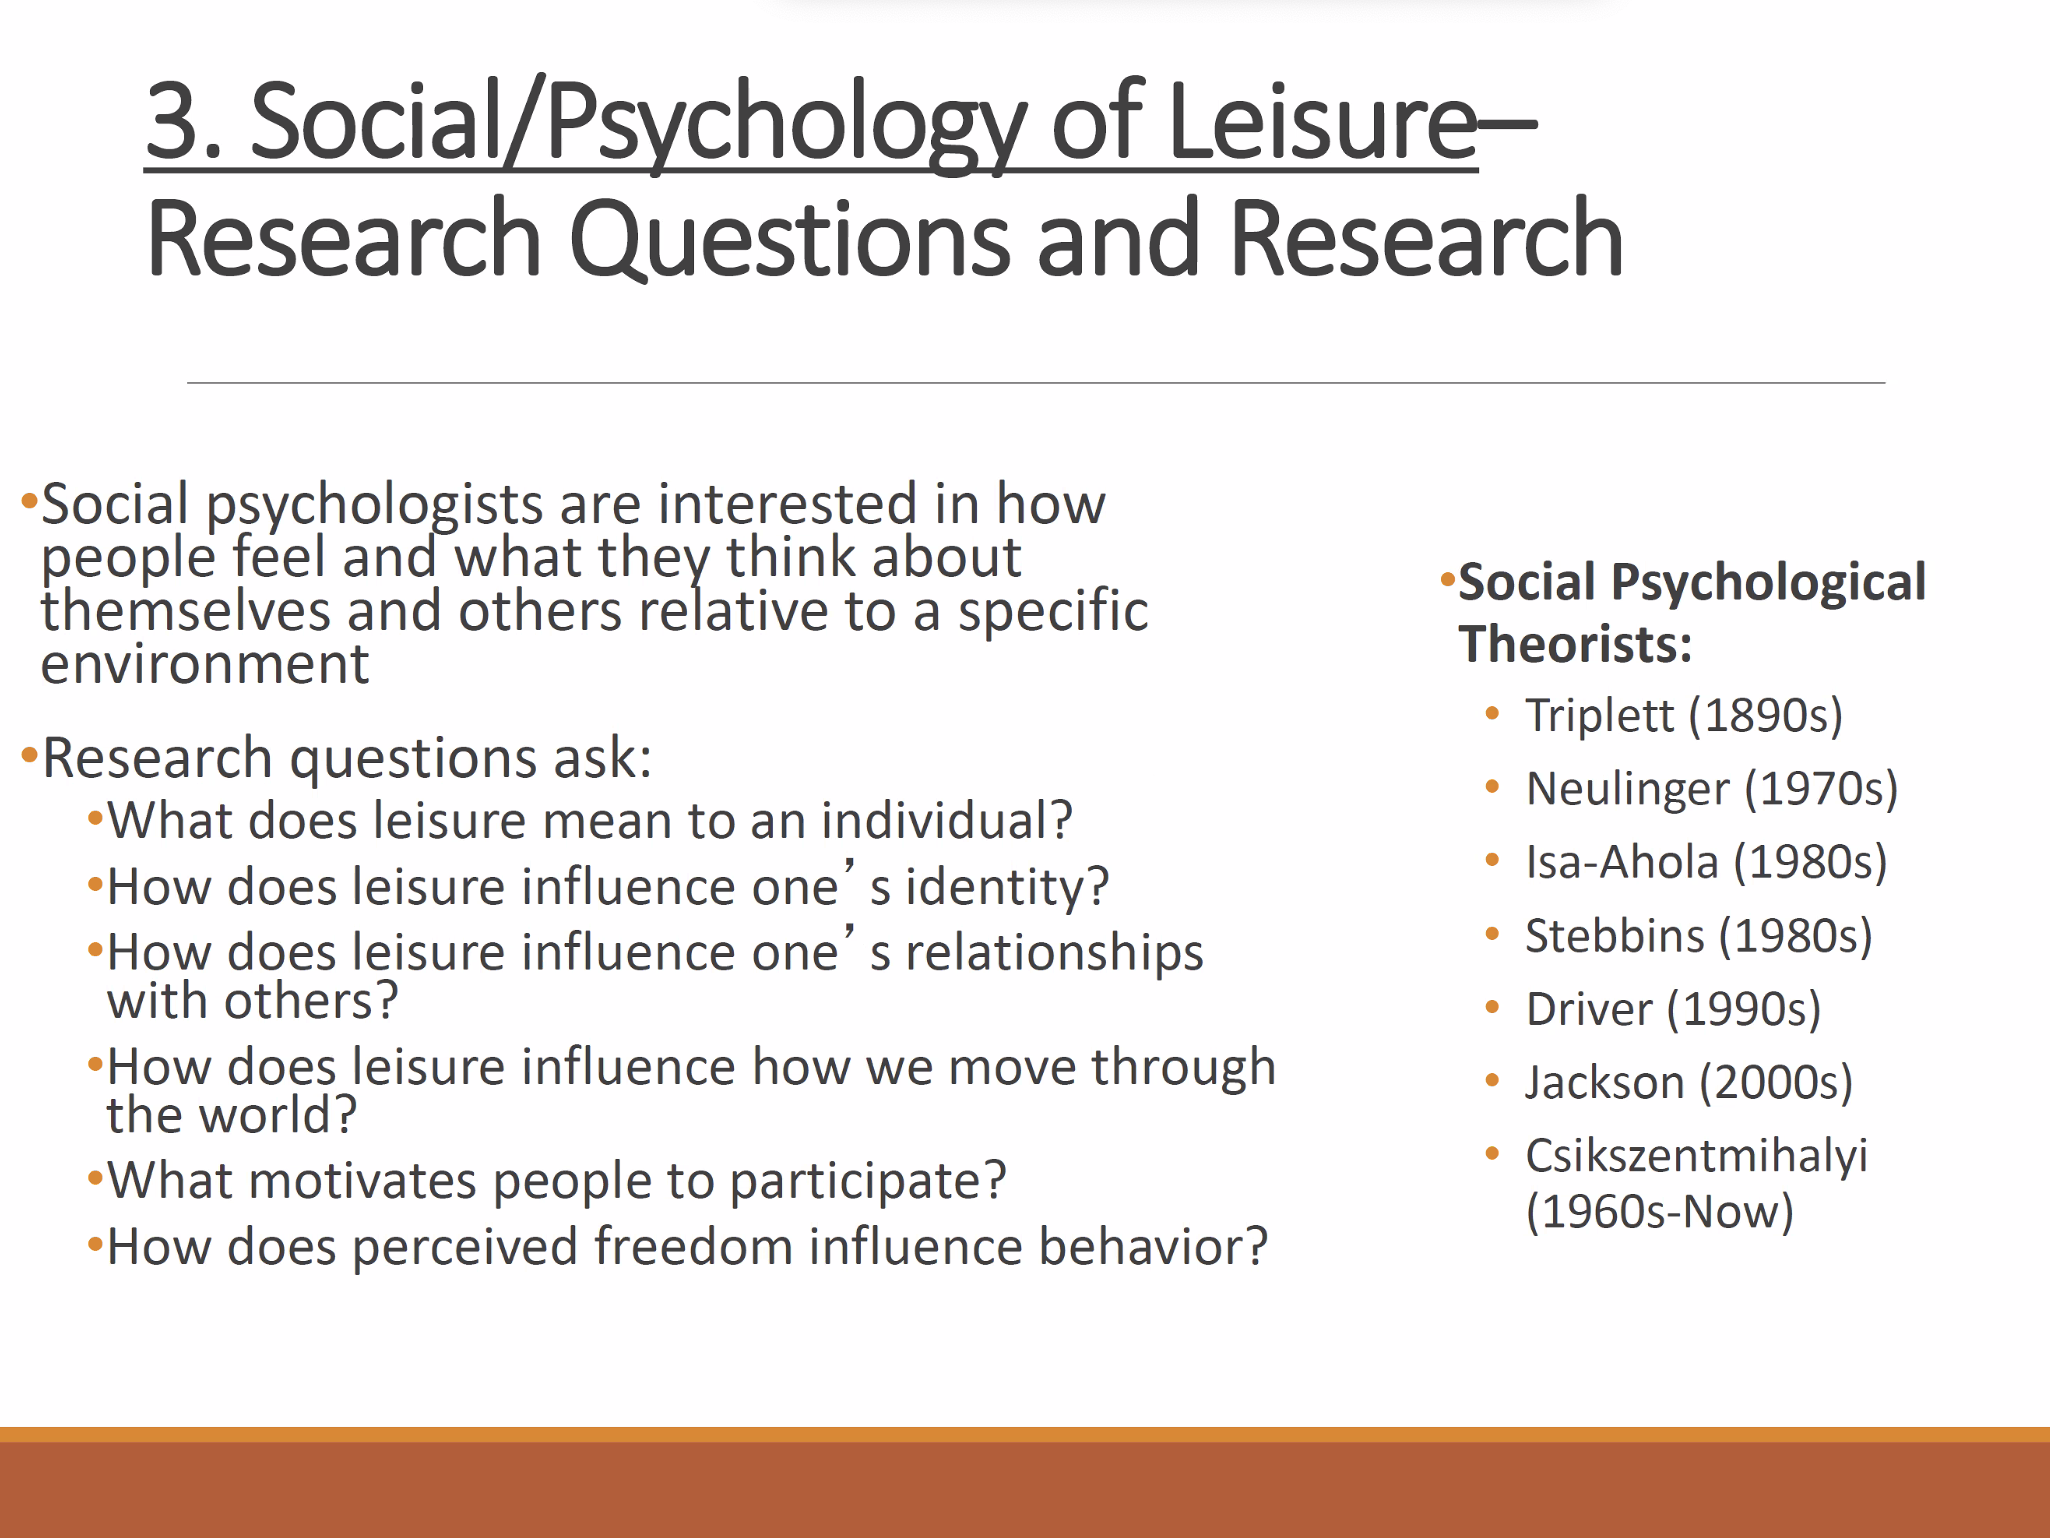 3. Social/Psychology of Leisure–
Research Questions and Research
•Social psychologists are interested in how
people feel and what they think about
themselves and others relative to a specific
environment
•Research questions ask:
•What does leisure mean to an individual?
•How does leisure influence one’s identity?
•How does leisure influence one’s relationships
with others?
•How does leisure influence how we move through
the world?
•What motivates people to participate?
•How does perceived freedom influence behavior?
•Social Psychological
Theorists:
• Triplett (1890s)
• Neulinger (1970s)
• Isa-Ahola (1980s)
• Stebbins (1980s)
• Driver (1990s)
• Jackson (2000s)
• Csikszentmihalyi
(1960s-Now)